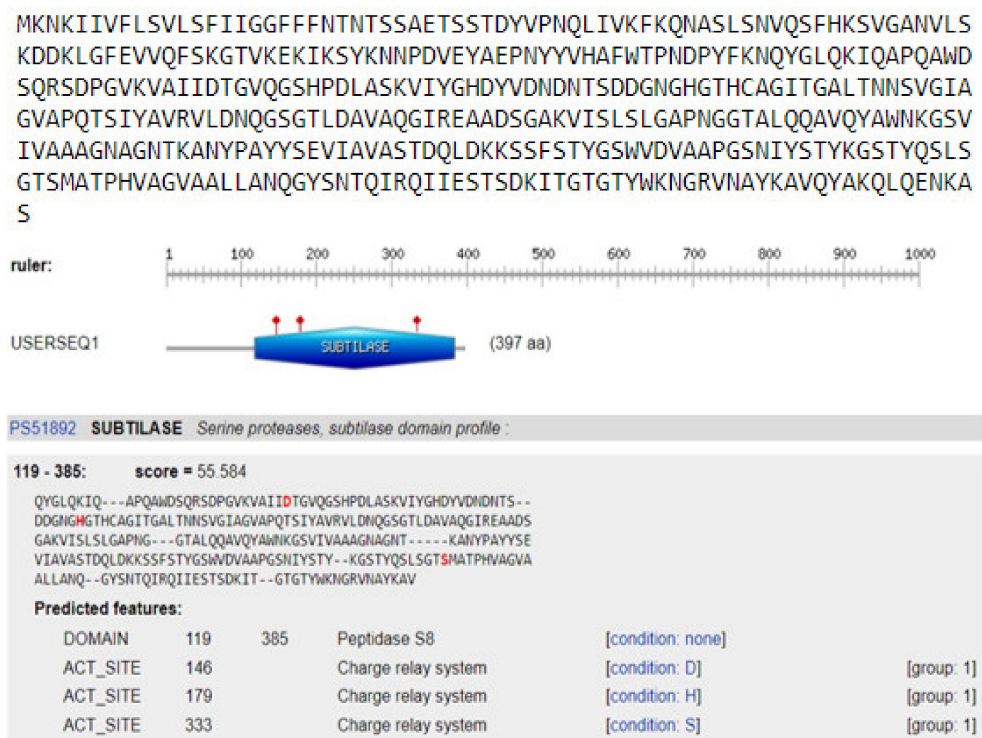 MKNKIIVFLSVLSFIIGGFFFNTNTSSAETSSTDYVPNQLIVKFKQNASLSNVQSFHKSVGANVLS
KDDKLGFEVVQFSKGTVKEKIKSYKNNPDVEYAEPNYYVHAFWTPNDPYFKNQYGLQKIQAPQAWD
SQRSDPGVKVAIIDTGVQGSHPDLASKVIYGHDYVDNDNTSDDGNGHGTHCAGITGALTNNSVGIA
GVAPQTSIYAVRVLDNQGSGTLDAVAQGIREAADSGAKVISLSLGAPNGGTALQQAVQYAWNKGSV
IVAAAGNAGNTKANYPAYYSEVIAVASTDQLDKKSSFSTYGSWVDVAAPGSNIYSTYKGSTYQSLS
GTSMATPHVAGVAALLANQGYSNTQIRQIIESTSDKITGTGTYWKNGRVNAYKAVQYAKQLQENKA
S
ruler: 1 100 200 300 400 500 600 700 800 900 1000
USERSEQ1 SUBTILASE (397 aa)
PS51892 SUBTILASE Serine proteases, subtilase domain profile :
119 - 385: score = 55.584
QYGLQKIQ---APQAWDSQRSDPGVKVAIIDTGVQGSHPDLASKVIYGHDYVDNDNTS--
DDGNGHGTHCAGITGALTNNSVGIAGVAPQTSIYAVRVLDNQGSGTLDAVAQGIREAADS
GAKVISLSLGAPNG---GTALQQAVQYAWNKGSVIVAAAGNAGNT-----KANYPAYYSE
VIAVASTDQLDKKSSFSTYGSWVDVAAPGSNIYSTY--KGSTYQSLSGTSMATPHVAGVA
ALLANQ--GYSNTQIRQIIESTSDKIT--GTGTYWKNGRVNAYKAV
Predicted features:
DOMAIN 119 385 Peptidase S8 [condition: none]
ACT_SITE 146 Charge relay system [condition: D] [group: 1]
ACT_SITE 179 Charge relay system [condition: H] [group: 1]
ACT_SITE 333 Charge relay system [condition: S] [group: 1]